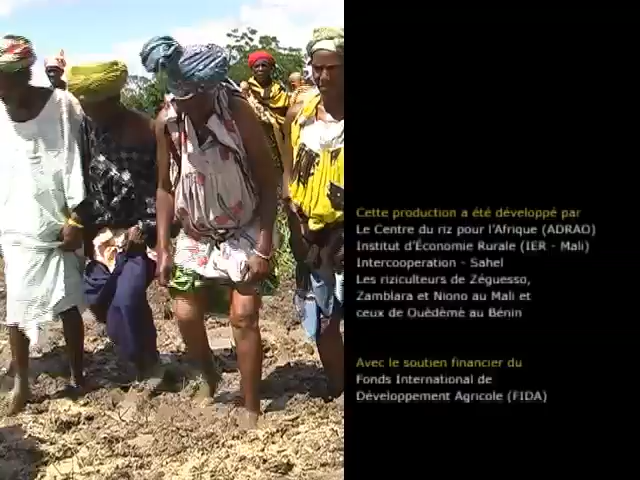 Cette production a été développé par
Le Centre du riz pour l'Afrique (ADRAO)
Institut d'Économie Rurale (IER - Mali)
Intercooperation - Sahel
Les riziculteurs de Zéguesso,
Zamblara et Niono au Mali et
ceux de Ouèdèmè au Bénin
Avec le soutien financier du
Fonds International de
Développement Agricole (FIDA)